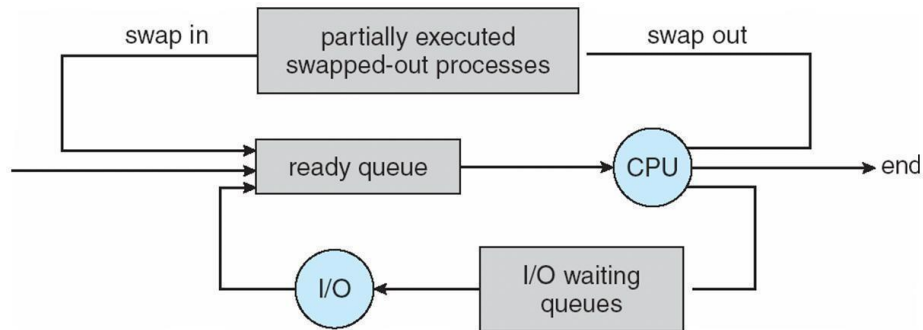 swap in
partially executed
swapped-out processes
swap out
ready queue
CPU
end
I/O
I/O waiting
queues